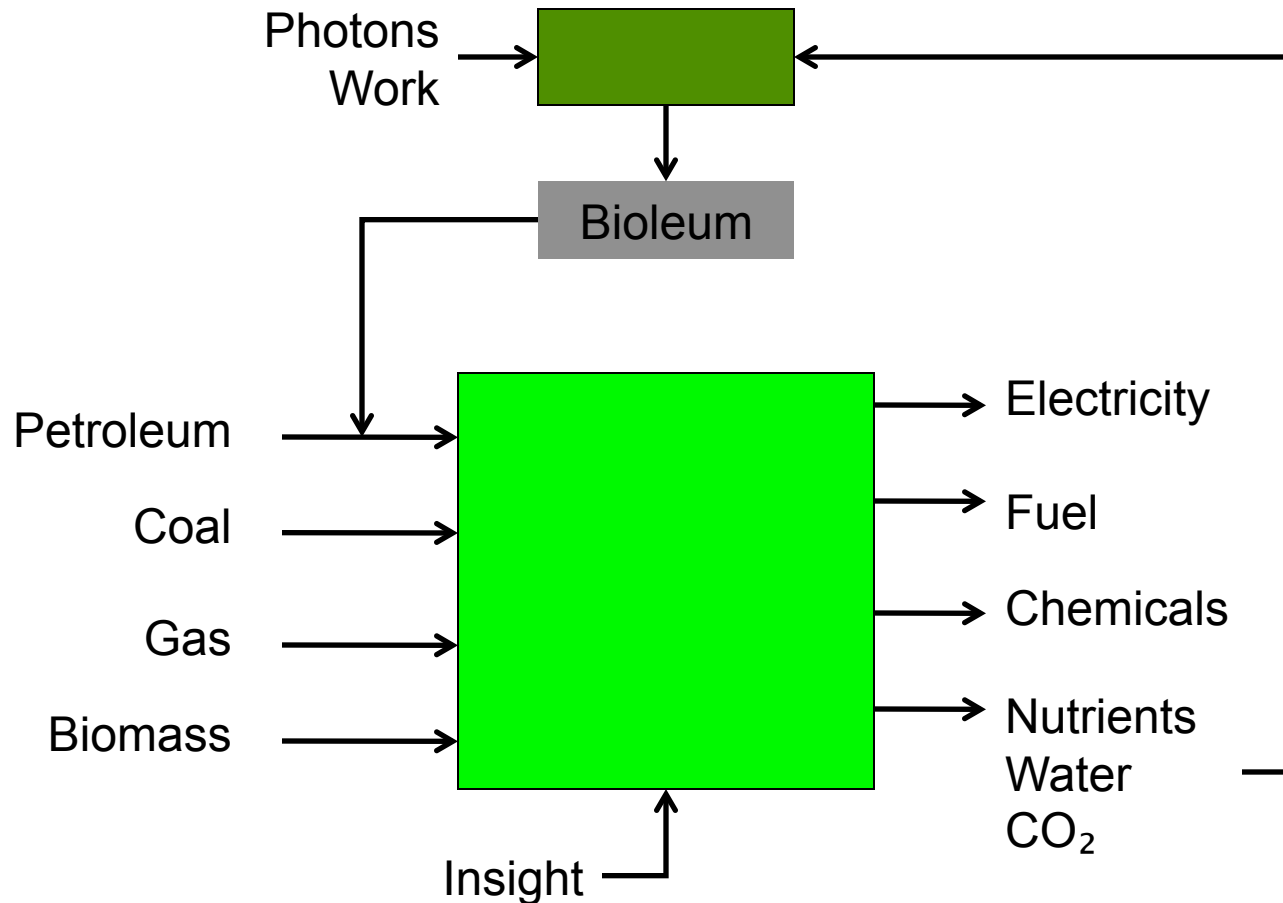 Photons
Work
Bioleum
Petroleum
Coal
Gas
Biomass
Electricity
Fuel
Chemicals
Nutrients
Water
CO₂
Insight